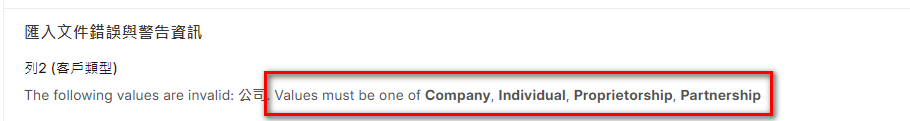 匯入文件錯誤與警告資訊
列2 (客戶類型)
The following values are invalid: 公司. Values must be one of Company, Individual, Proprietorship, Partnership